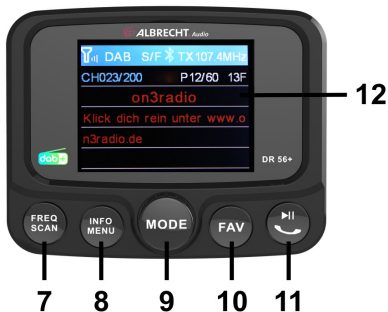 ALBRECHT Audio
DAB S/F TX107.4MHz
CH023/200 P12/60 13F
on3radio
Klick dich rein unter www.o
n3radio.de
12
dab+
DR 56+
FREQ
SCAN
INFO
MENU
MODE
FAV
7
8
9
10
11